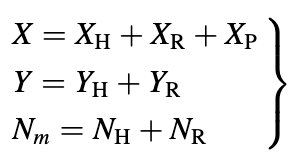 X = X_H + X_R + X_P
Y = Y_H + Y_R
N_m = N_H + N_R